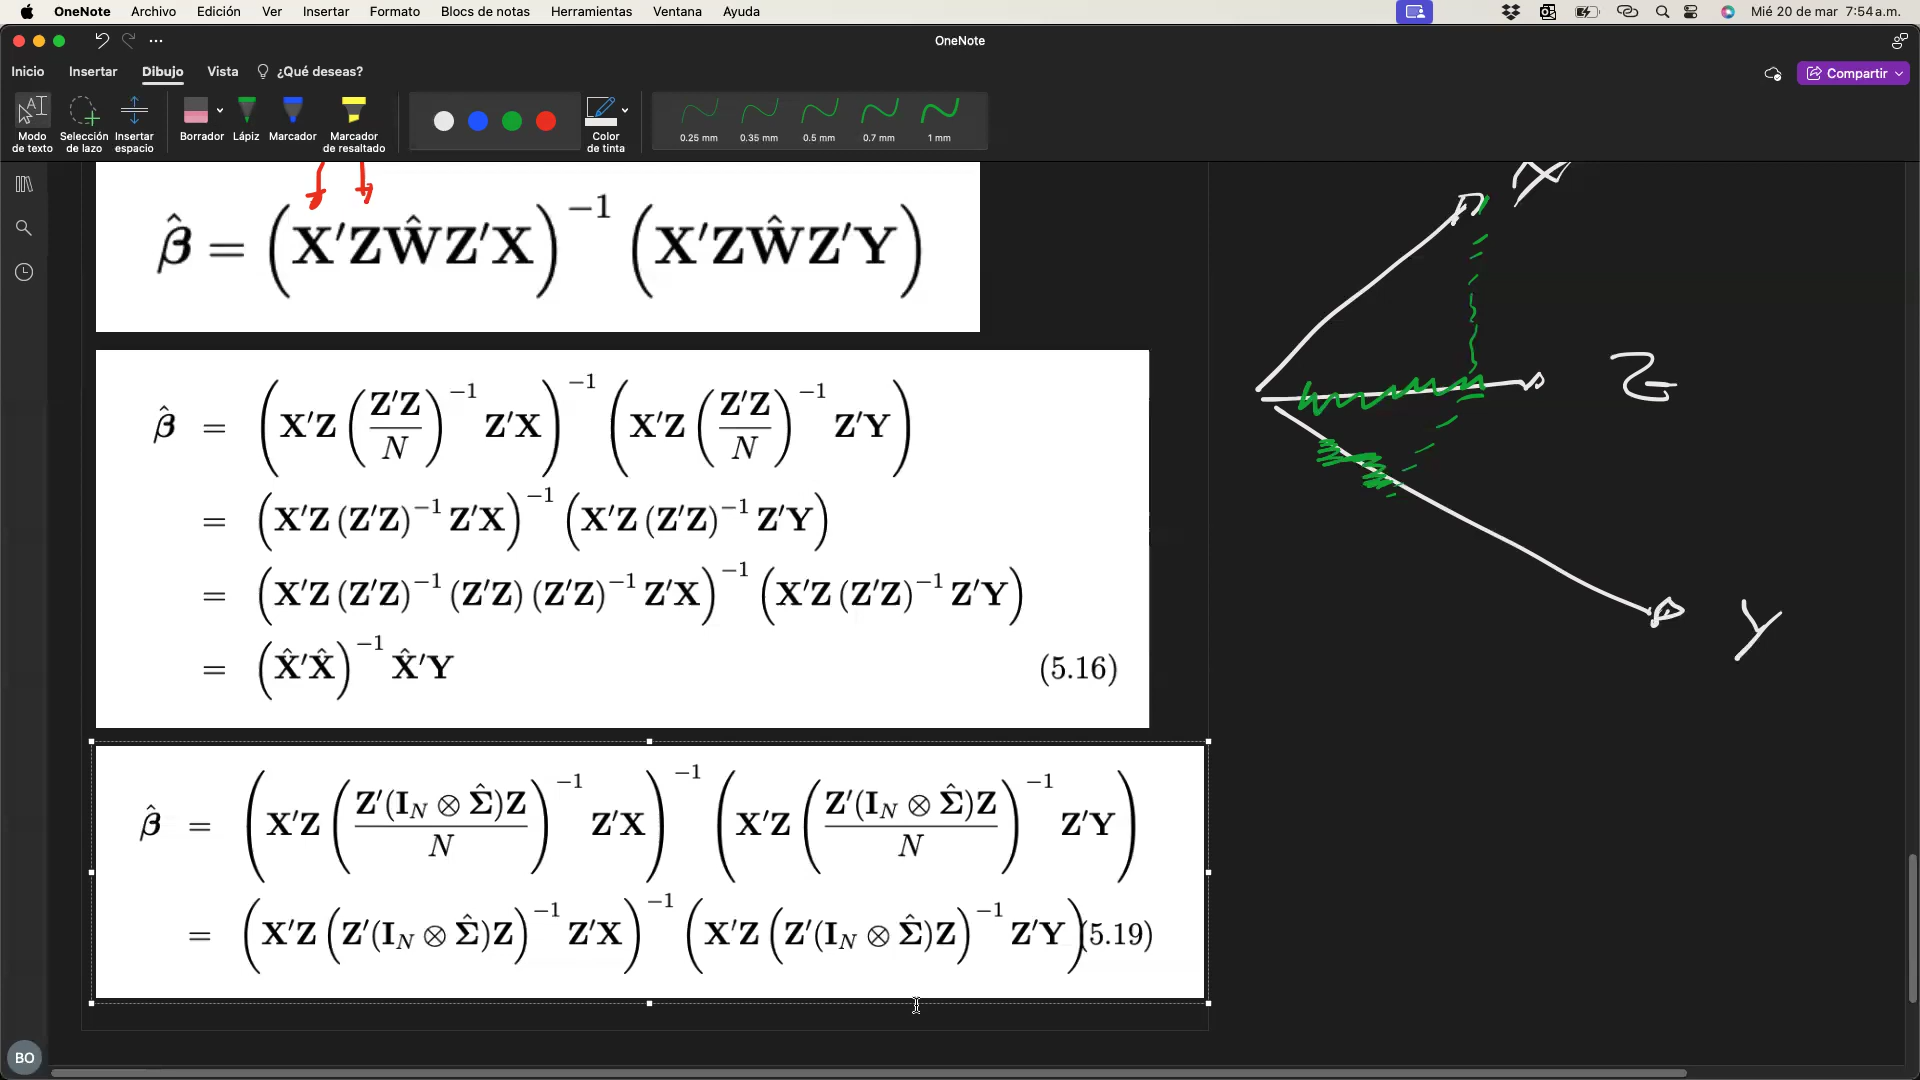 OneNote Archivo Edición Ver Insertar Formato Blocs de notas Herramientas Ventana Ayuda Mié 20 de mar 7:54 a.m.
OneNote
Inicio Insertar Dibujo Vista ¿Qué deseas? Compartir
Modo de texto
Selección de lazo
Insertar espacio
Borrador
Lápiz
Marcador
Marcador de resaltado
Color de tinta
0.25 mm 0.35 mm 0.5 mm 0.7 mm 1 mm
β̂ = (X′ZŴZ′X)⁻¹ (X′ZŴZ′Y)
β̂ = (X′Z (Z′Z/N)⁻¹ Z′X)⁻¹ (X′Z (Z′Z/N)⁻¹ Z′Y)
= (X′Z (Z′Z)⁻¹ Z′X)⁻¹ (X′Z (Z′Z)⁻¹ Z′Y)
= (X′Z (Z′Z)⁻¹ (Z′Z) (Z′Z)⁻¹ Z′X)⁻¹ (X′Z (Z′Z)⁻¹ Z′Y)
= (X̂′X̂)⁻¹ X̂′Y (5.16)
β̂ = (X′Z (Z′(I_N ⊗ Σ̂)Z/N)⁻¹ Z′X)⁻¹ (X′Z (Z′(I_N ⊗ Σ̂)Z/N)⁻¹ Z′Y)
= (X′Z (Z′(I_N ⊗ Σ̂)Z)⁻¹ Z′X)⁻¹ (X′Z (Z′(I_N ⊗ Σ̂)Z)⁻¹ Z′Y) (5.19)
X
Z
Y
BO